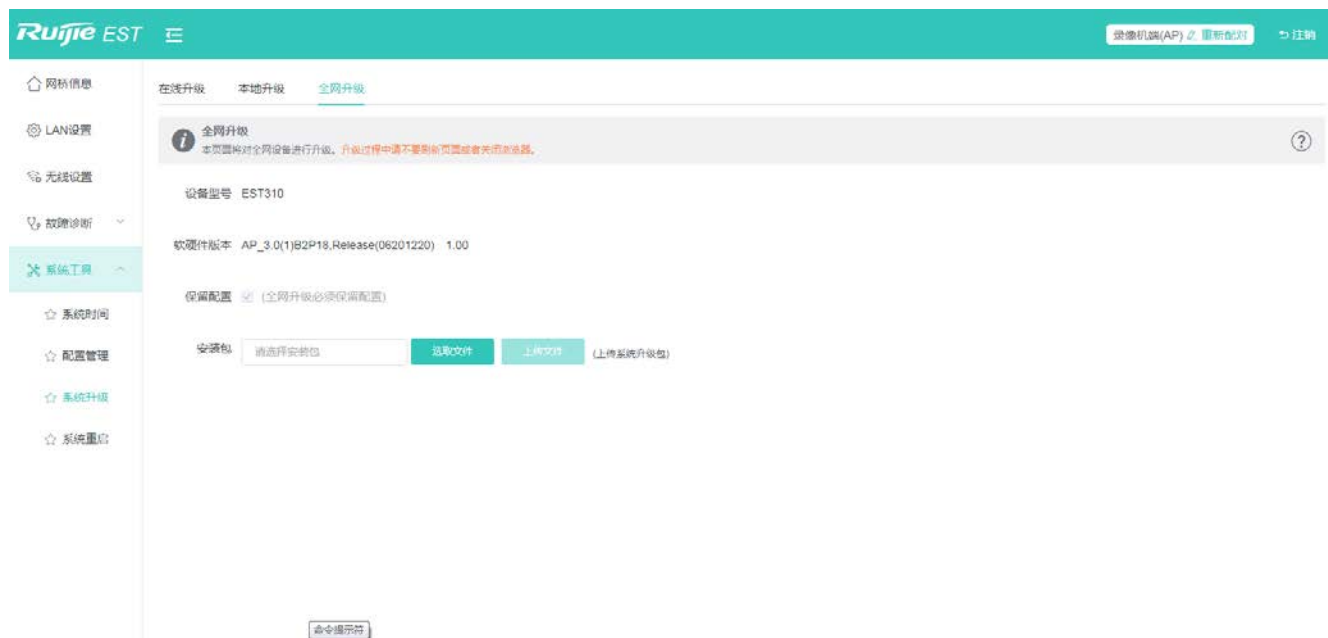 Ruijie EST
录像机端(AP) 重新配对
注销
网桥信息
LAN设置
无线设置
故障诊断
系统工具
系统时间
配置管理
系统升级
系统重启
在线升级 本地升级 全网升级
全网升级
本页面将对全网设备进行升级。升级过程中请不要刷新页面或者关闭浏览器。
设备型号 EST310
软硬件版本 AP_3.0(1)B2P18,Release(06201220) 1.00
保留配置 (全网升级必须保留配置)
安装包 请选择安装包 选取文件 上传文件 (上传系统升级包)
命令提示符